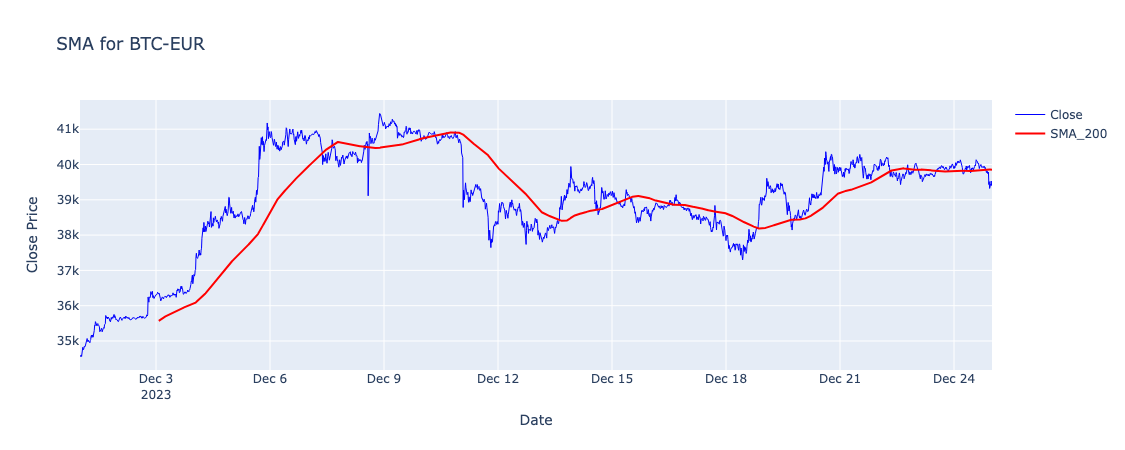 SMA for BTC-EUR
Close
SMA_200
41k
40k
39k
38k
37k
36k
35k
Close Price
Dec 3
2023
Dec 6
Dec 9
Dec 12
Dec 15
Dec 18
Dec 21
Dec 24
Date